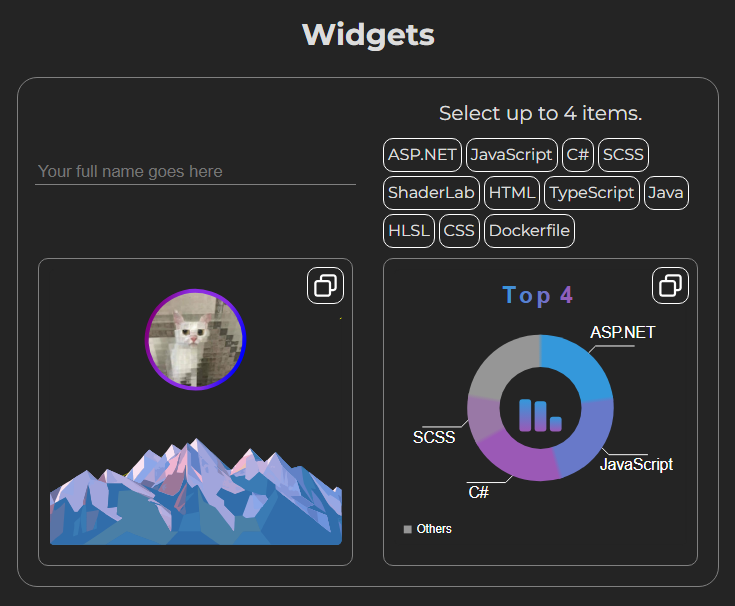 Widgets
Your full name goes here
Select up to 4 items.
ASP.NET JavaScript C# SCSS
ShaderLab HTML TypeScript Java
HLSL CSS Dockerfile
Top 4
ASP.NET
JavaScript
C#
SCSS
Others